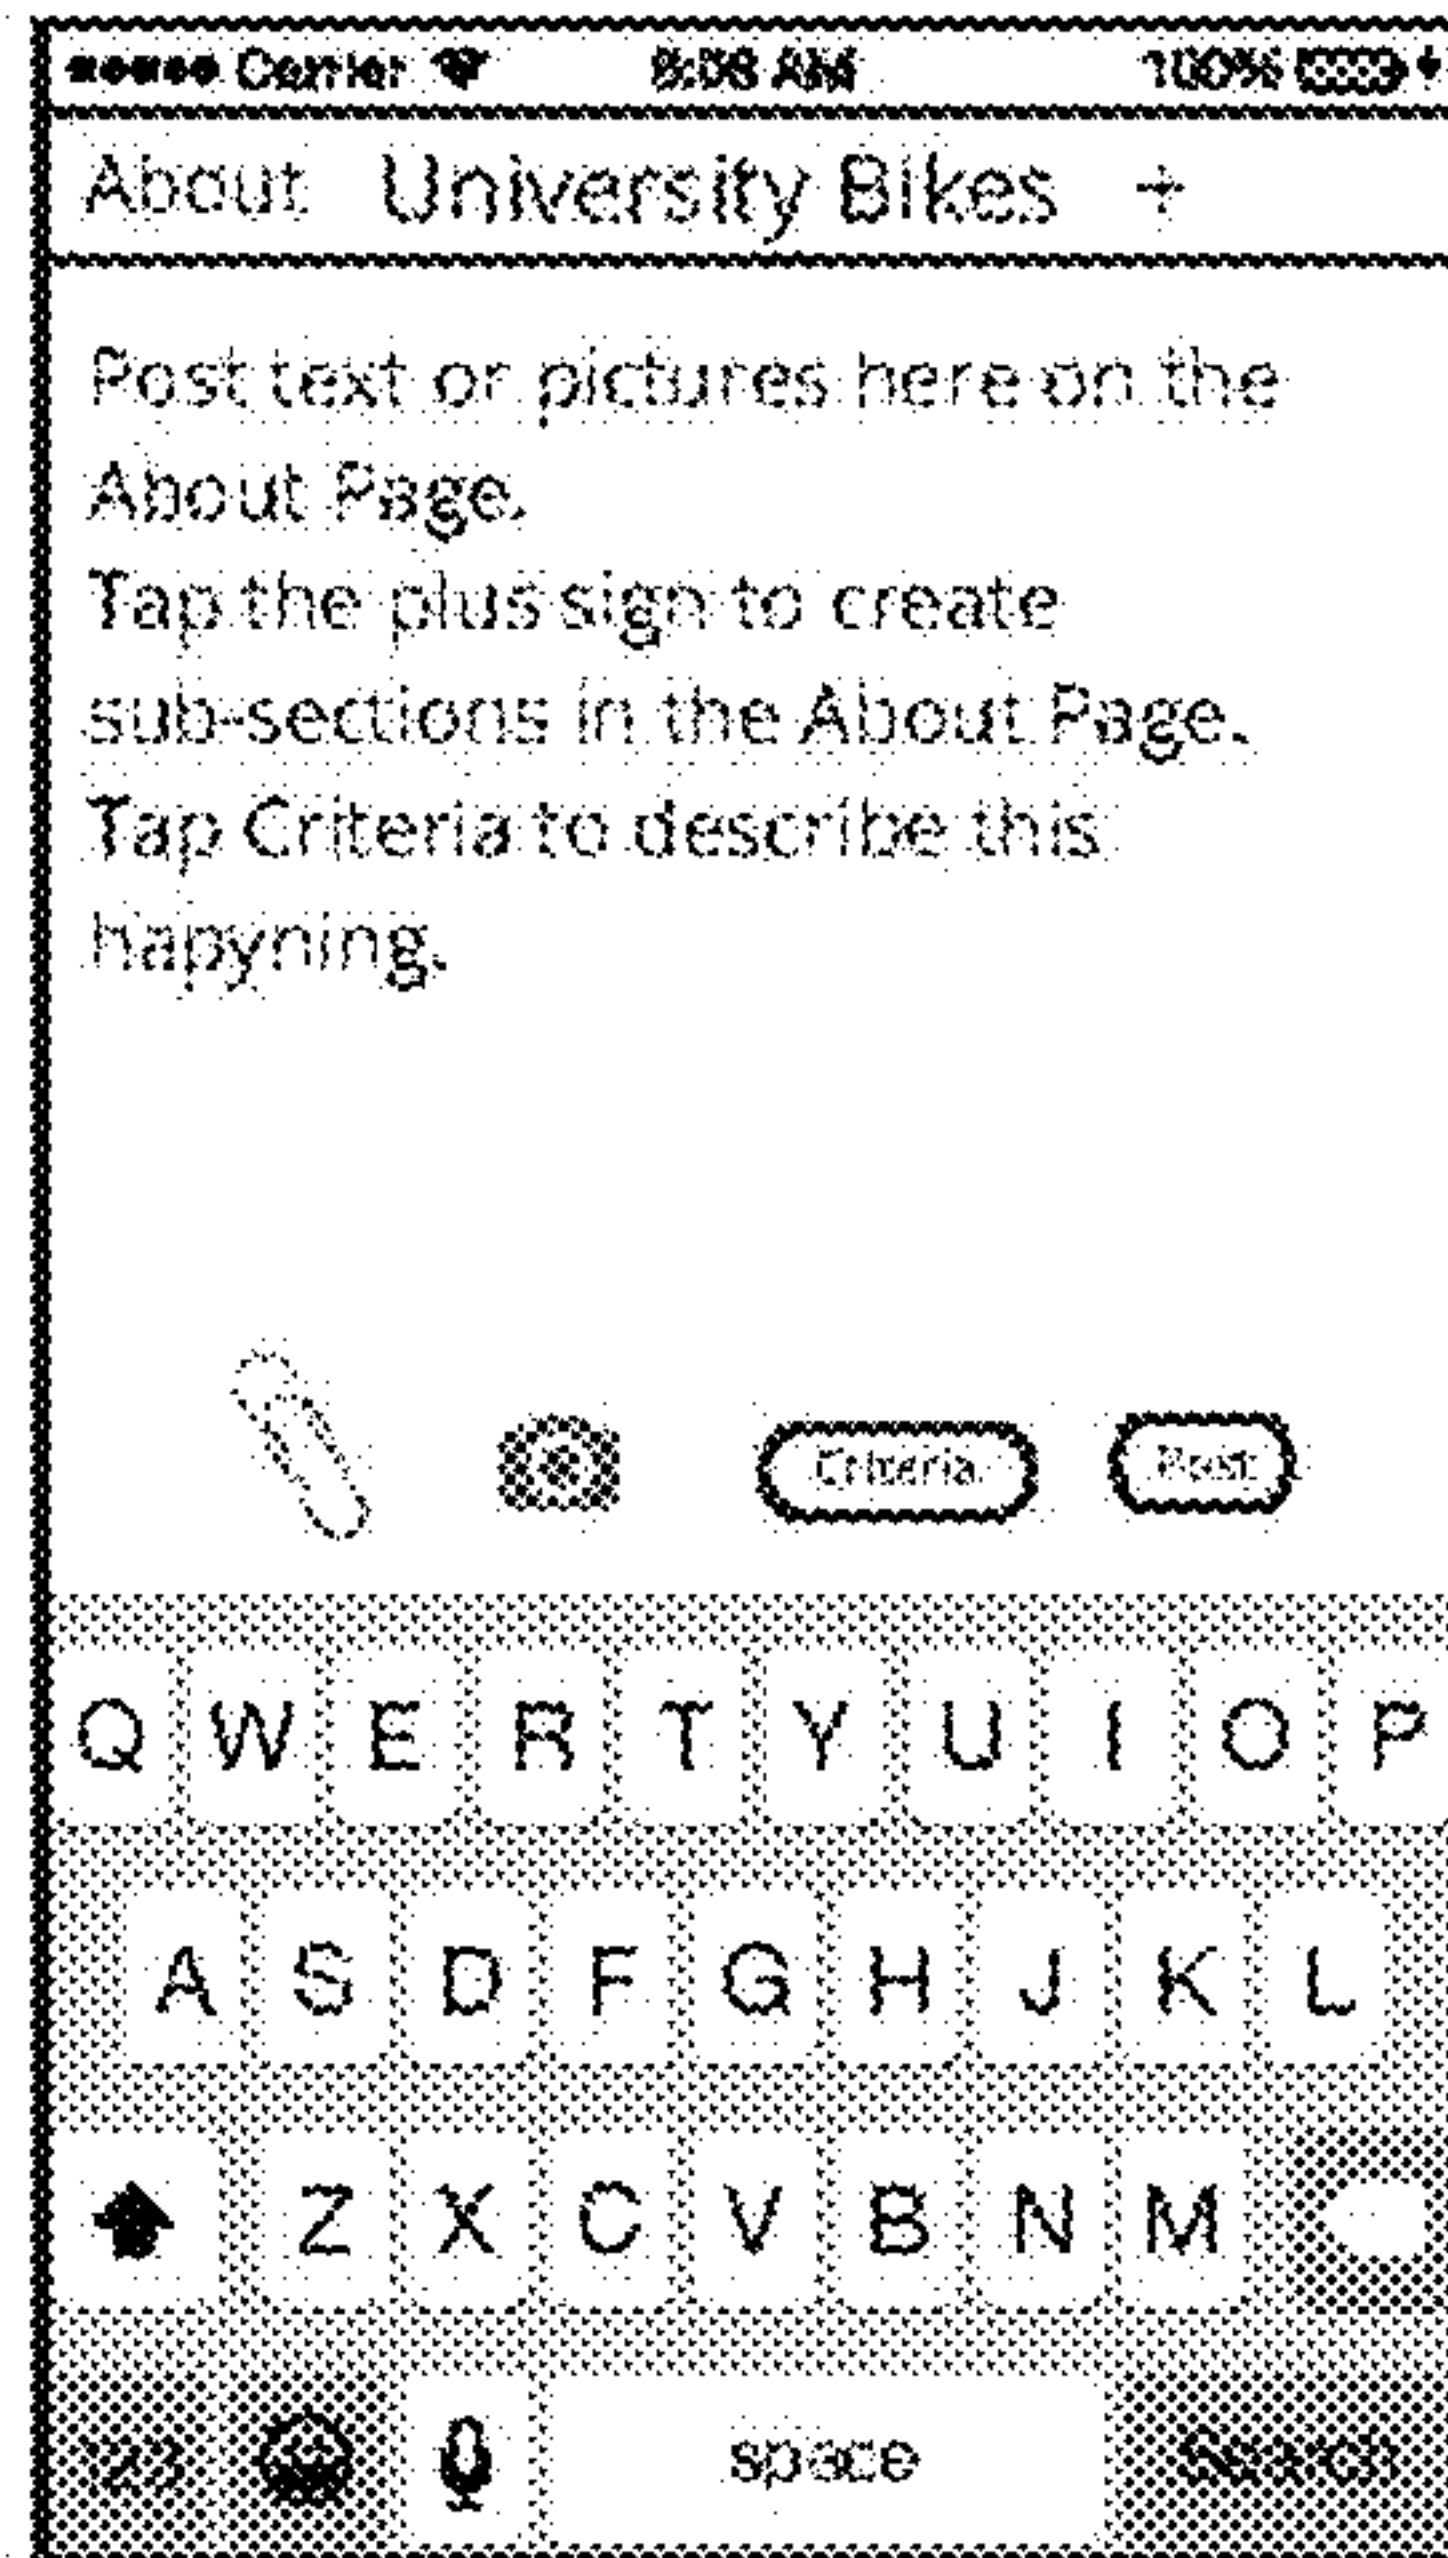 Carrier 8:08 AM 100%
About University Bikes +
Post text or pictures here on the
About Page.
Tap the plus sign to create
sub-sections in the About Page.
Tap Criteria to describe this
hapyning.
Criteria Post
Q W E R T Y U I O P
A S D F G H J K L
Z X C V B N M
123 space Search